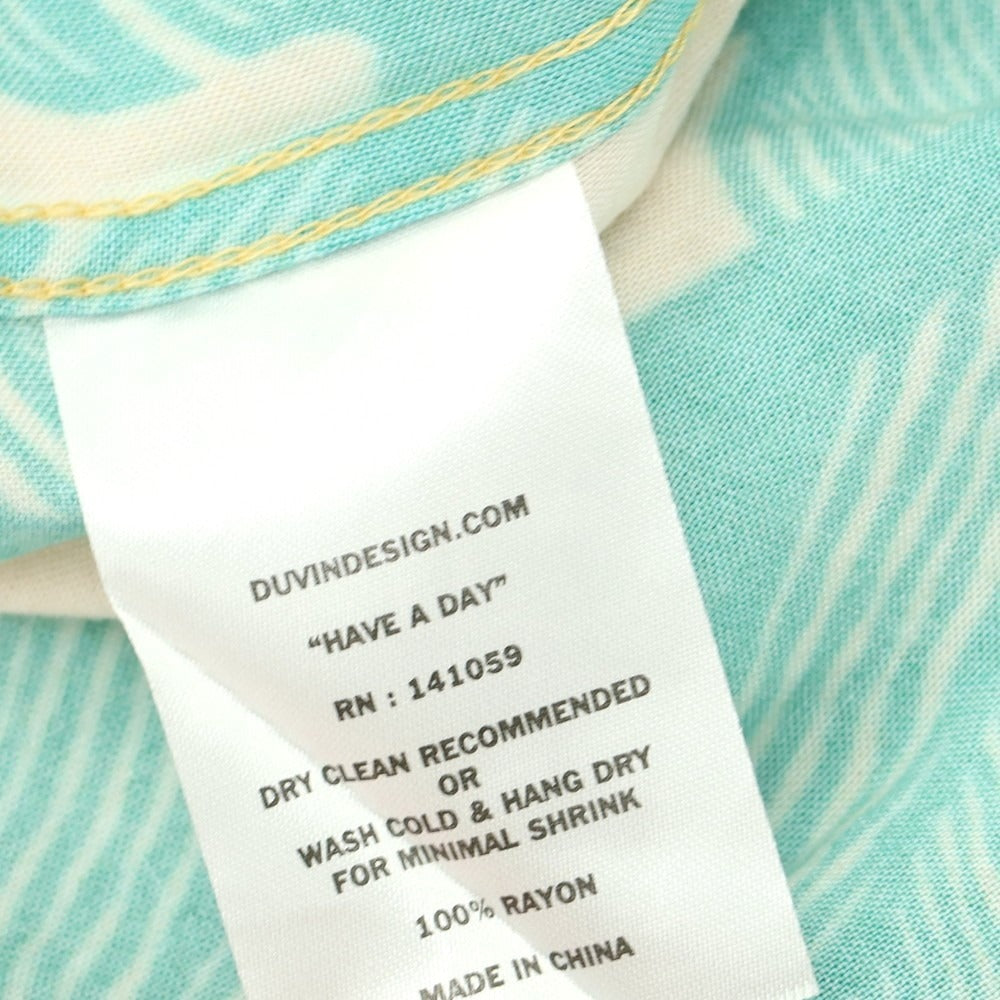 DUVINDESIGN.COM
“HAVE A DAY”
RN : 141059
DRY CLEAN RECOMMENDED
OR
WASH COLD & HANG DRY
FOR MINIMAL SHRINK
100% RAYON
MADE IN CHINA